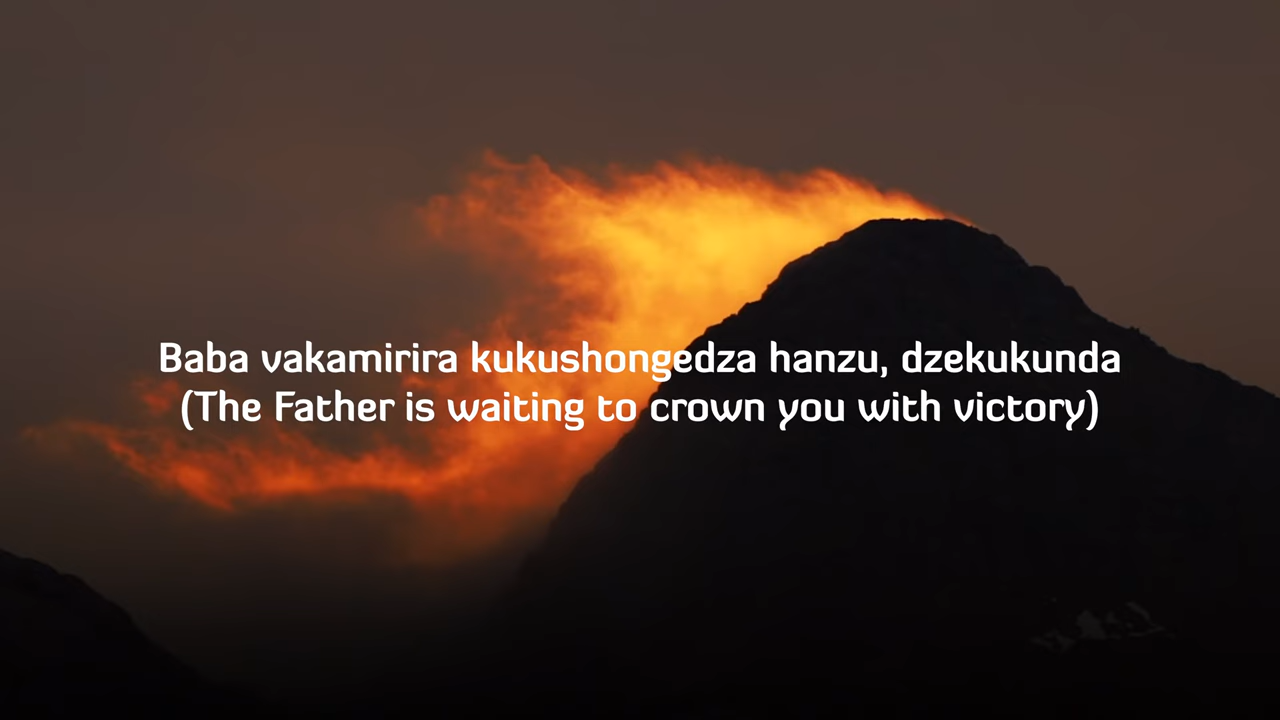 Baba vakamirira kukushongedza hanzu, dzekukunda
(The Father is waiting to crown you with victory)